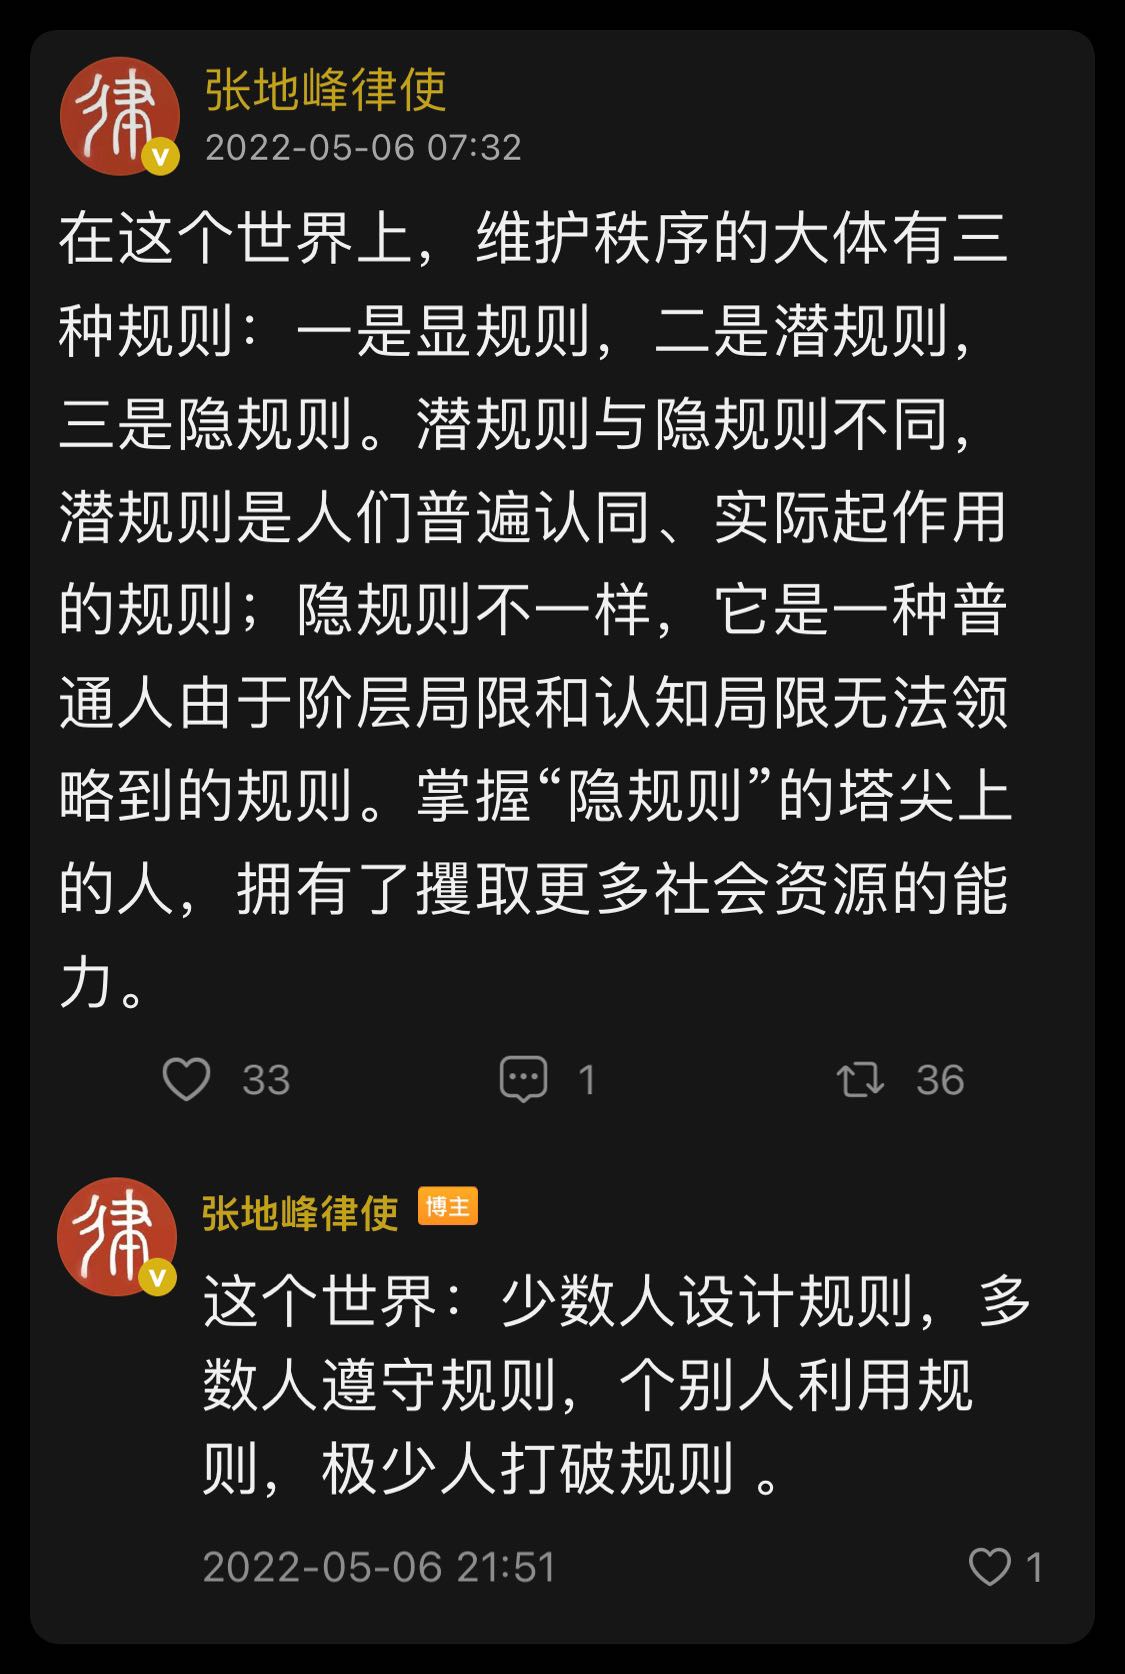 律
张地峰律使
2022-05-06 07:32
在这个世界上，维护秩序的大体有三
种规则：一是显规则，二是潜规则，
三是隐规则。潜规则与隐规则不同，
潜规则是人们普遍认同、实际起作用
的规则；隐规则不一样，它是一种普
通人由于阶层局限和认知局限无法领
略到的规则。掌握“隐规则”的塔尖上
的人，拥有了攫取更多社会资源的能
力。
33
1
36
律
张地峰律使 博主
这个世界：少数人设计规则，多
数人遵守规则，个别人利用规
则，极少人打破规则 。
2022-05-06 21:51
1